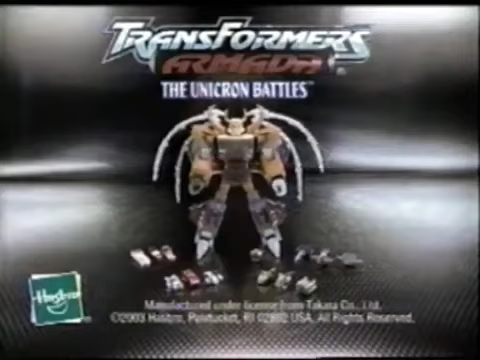 TRANSFORMERS
ARMADA ®
THE UNICRON BATTLES™
Hasbro ®
Manufactured under license from Takara Co., Ltd.
©2003 Hasbro, Pawtucket, RI 02862 USA. All Rights Reserved.